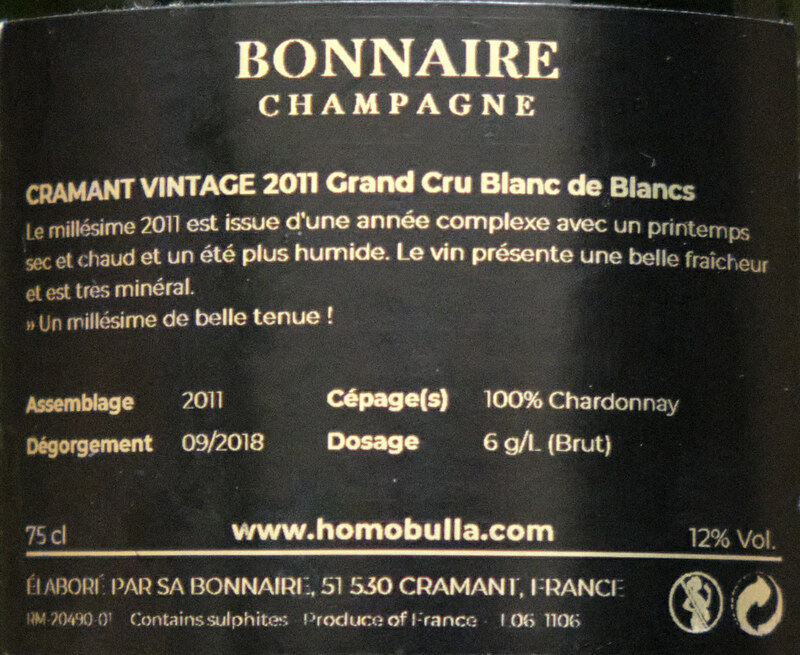 BONNAIRE
CHAMPAGNE
CRAMANT VINTAGE 2011 Grand Cru Blanc de Blancs
Le millésime 2011 est issue d'une année complexe avec un printemps
sec et chaud et un été plus humide. Le vin présente une belle fraîcheur
et est très minéral.
» Un millésime de belle tenue !
Assemblage 2011 Cépage(s) 100% Chardonnay
Dégorgement 09/2018 Dosage 6 g/L (Brut)
75 cl www.homobulla.com 12% Vol.
ÉLABORÉ PAR SA BONNAIRE, 51 530 CRAMANT, FRANCE
RM-20490-01 Contains sulphites - Produce of France - L06 1106